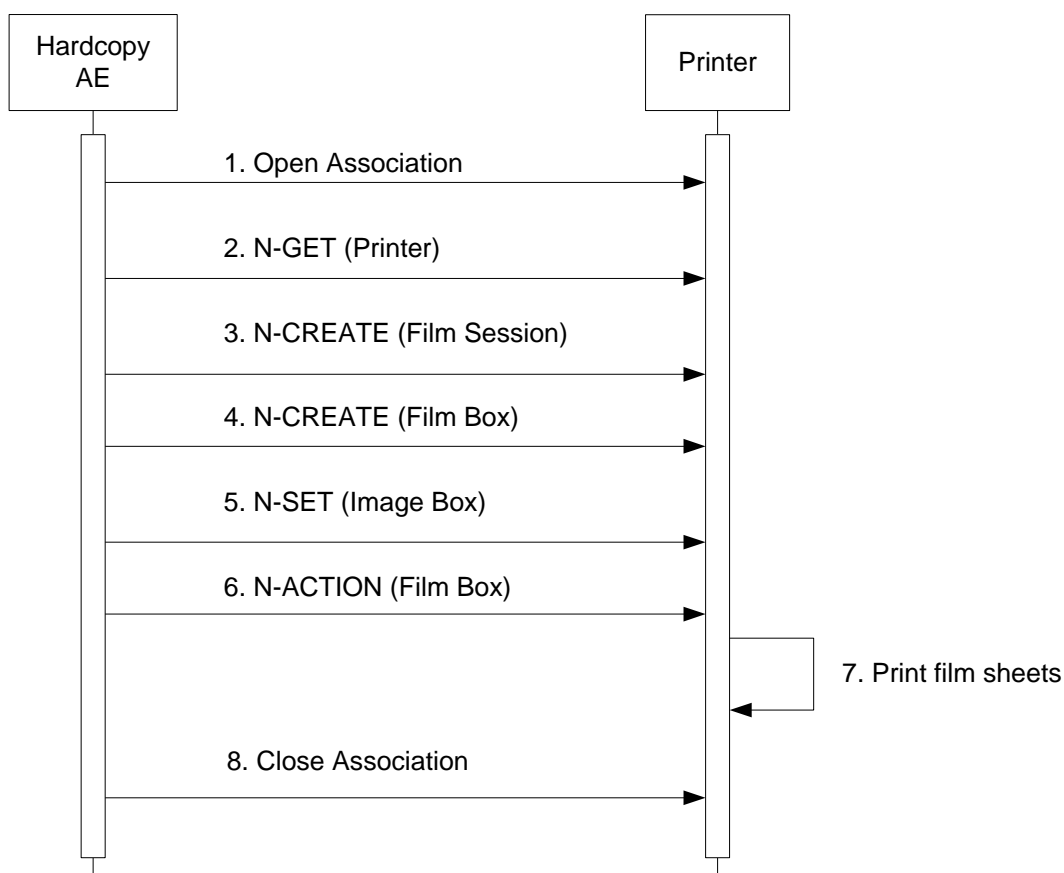 Hardcopy
AE
Printer
1. Open Association
2. N-GET (Printer)
3. N-CREATE (Film Session)
4. N-CREATE (Film Box)
5. N-SET (Image Box)
6. N-ACTION (Film Box)
7. Print film sheets
8. Close Association